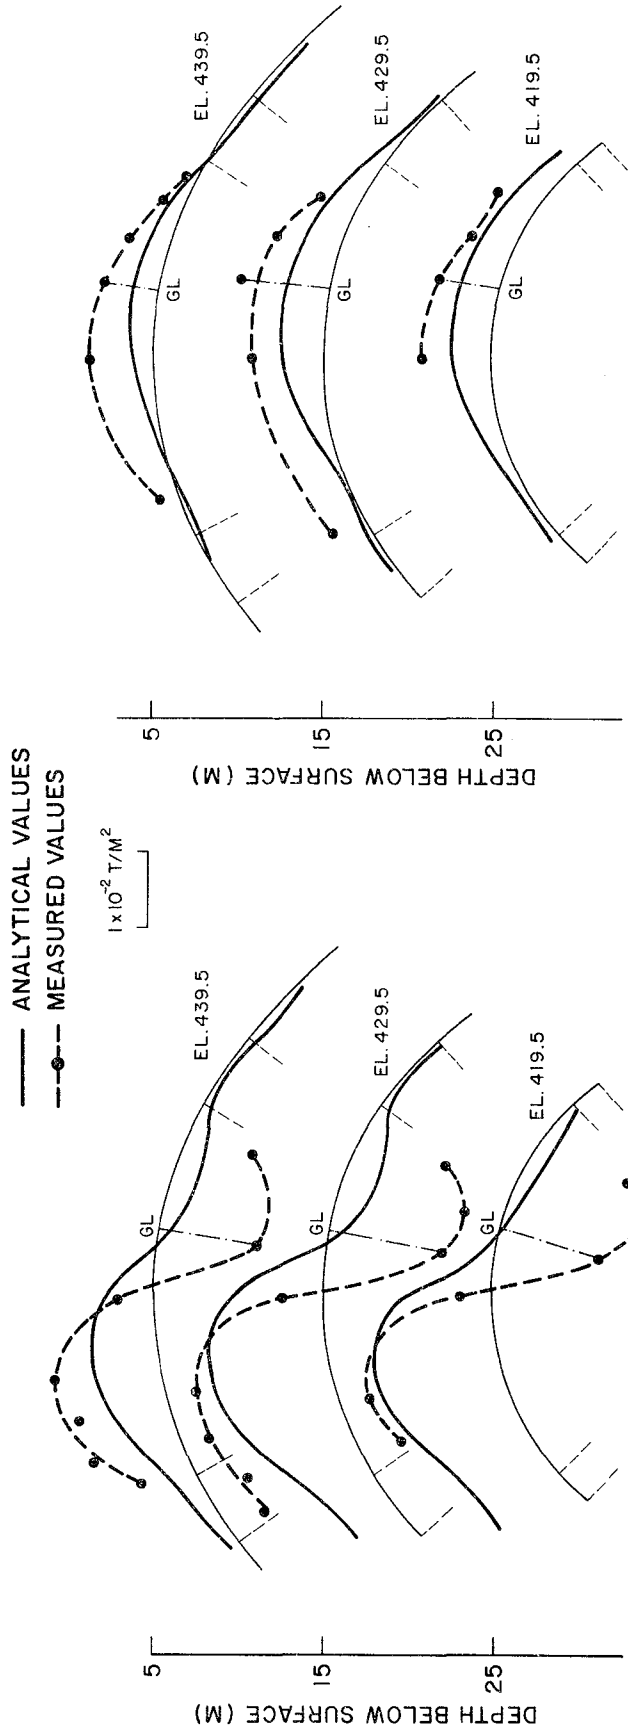 ANALYTICAL VALUES
MEASURED VALUES
1x10⁻² T/M²
DEPTH BELOW SURFACE (M)
5
15
25
GL
EL. 439.5
GL
EL. 429.5
GL
EL. 419.5
DEPTH BELOW SURFACE (M)
5
15
25
GL
EL. 439.5
GL
EL. 429.5
GL
EL. 419.5